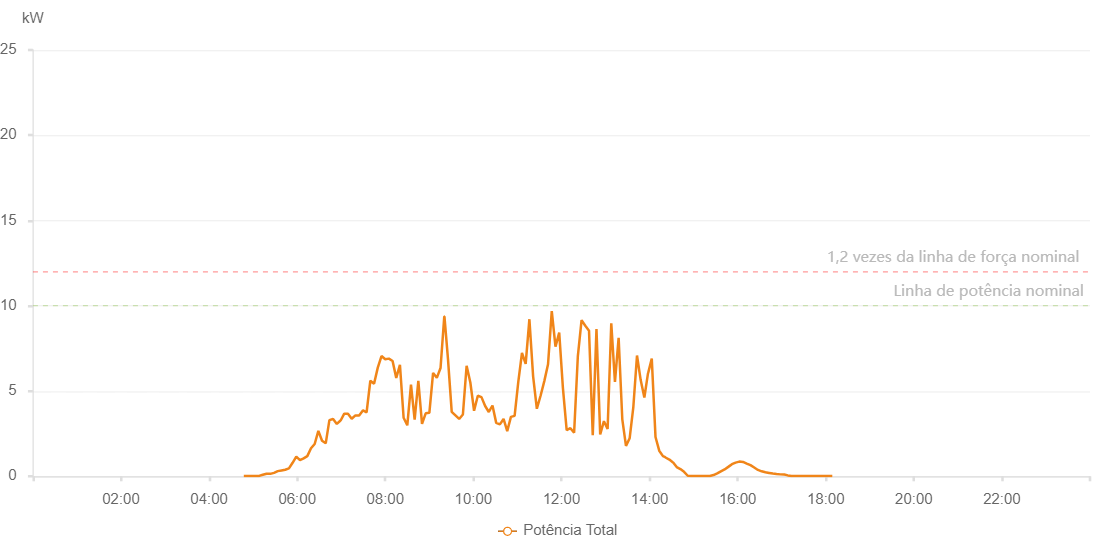 kW
25
20
15
1,2 vezes da linha de força nominal
Linha de potência nominal
10
5
0
02:00 04:00 06:00 08:00 10:00 12:00 14:00 16:00 18:00 20:00 22:00
Potência Total